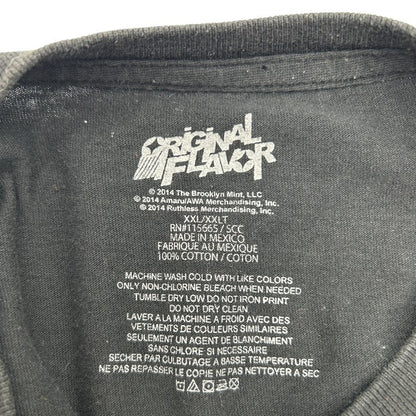 ORIGINAL
FLAVOR
© 2014 The Brooklyn Mint, LLC
© 2014 Amaru/AWA Merchandising, Inc.
© 2014 Ruthless Merchandising, Inc.
XXL/XXLT
RN#115665 / SCC
MADE IN MEXICO
FABRIQUE AU MEXIQUE
100% COTTON / COTON
MACHINE WASH COLD WITH LIKE COLORS
ONLY NON-CHLORINE BLEACH WHEN NEEDED
TUMBLE DRY LOW DO NOT IRON PRINT
DO NOT DRY CLEAN
LAVER A LA MACHINE A FROID AVEC DES
VETEMENTS DE COULEURS SIMILAIRES
SEULEMENT UN AGENT DE BLANCHIMENT
SANS CHLORE SI NECESSAIRE
SECHER PAR CULBUTAGE A BASSE TEMPERATURE
NE PAS REPASSER LE COPIE NE PAS NETTOYER A SEC